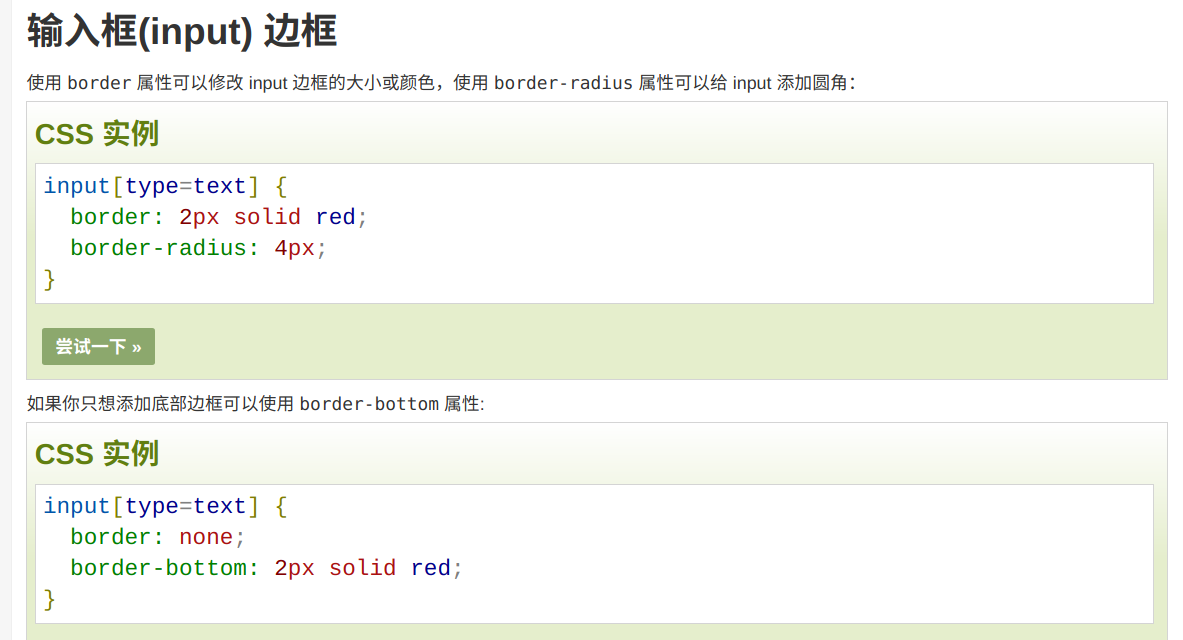 输入框(input) 边框
使用 border 属性可以修改 input 边框的大小或颜色，使用 border-radius 属性可以给 input 添加圆角：
CSS 实例
input[type=text] {
  border: 2px solid red;
  border-radius: 4px;
}
尝试一下 »
如果你只想添加底部边框可以使用 border-bottom 属性:
CSS 实例
input[type=text] {
  border: none;
  border-bottom: 2px solid red;
}